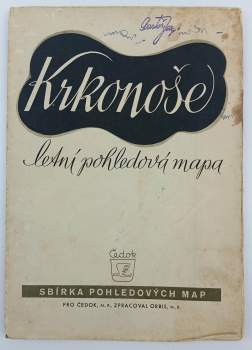 Krkonoše
letní pohledová mapa
Čedok
SBÍRKA POHLEDOVÝCH MAP
PRO ČEDOK, N. P. ZPRACOVAL ORBIS, N. P.